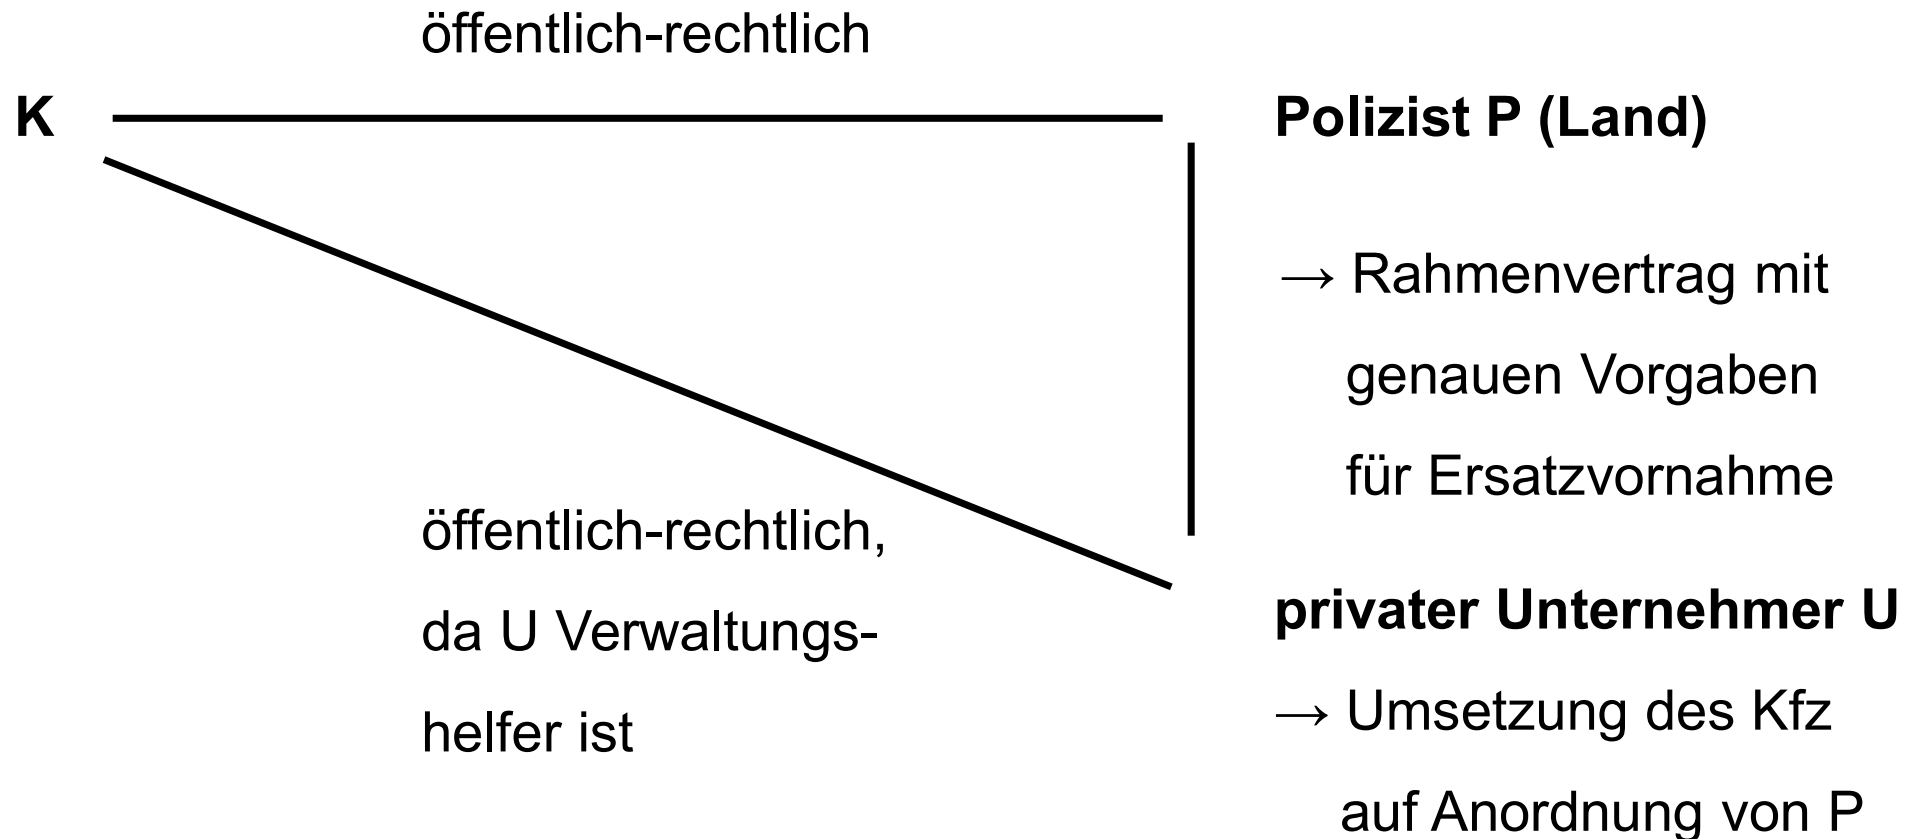 öffentlich-rechtlich
K
Polizist P (Land)
→ Rahmenvertrag mit
genauen Vorgaben
für Ersatzvornahme
öffentlich-rechtlich,
da U Verwaltungs-
helfer ist
privater Unternehmer U
→ Umsetzung des Kfz
auf Anordnung von P